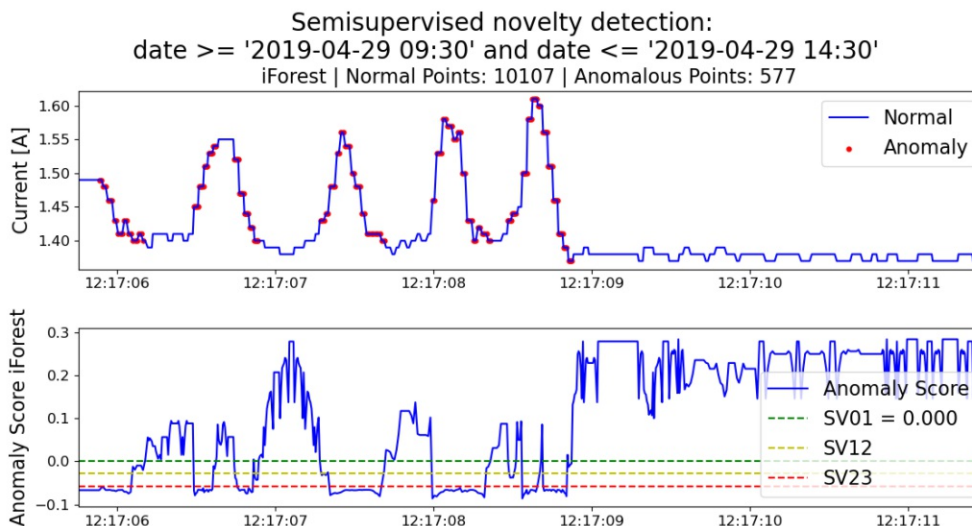 Semisupervised novelty detection:
date >= '2019-04-29 09:30' and date <= '2019-04-29 14:30'
iForest | Normal Points: 10107 | Anomalous Points: 577
Current [A]
1.60
1.55
1.50
1.45
1.40
Normal
Anomaly
12:17:06 12:17:07 12:17:08 12:17:09 12:17:10 12:17:11
Anomaly Score iForest
0.3
0.2
0.1
0.0
−0.1
Anomaly Score
SV01 = 0.000
SV12
SV23
12:17:06 12:17:07 12:17:08 12:17:09 12:17:10 12:17:11